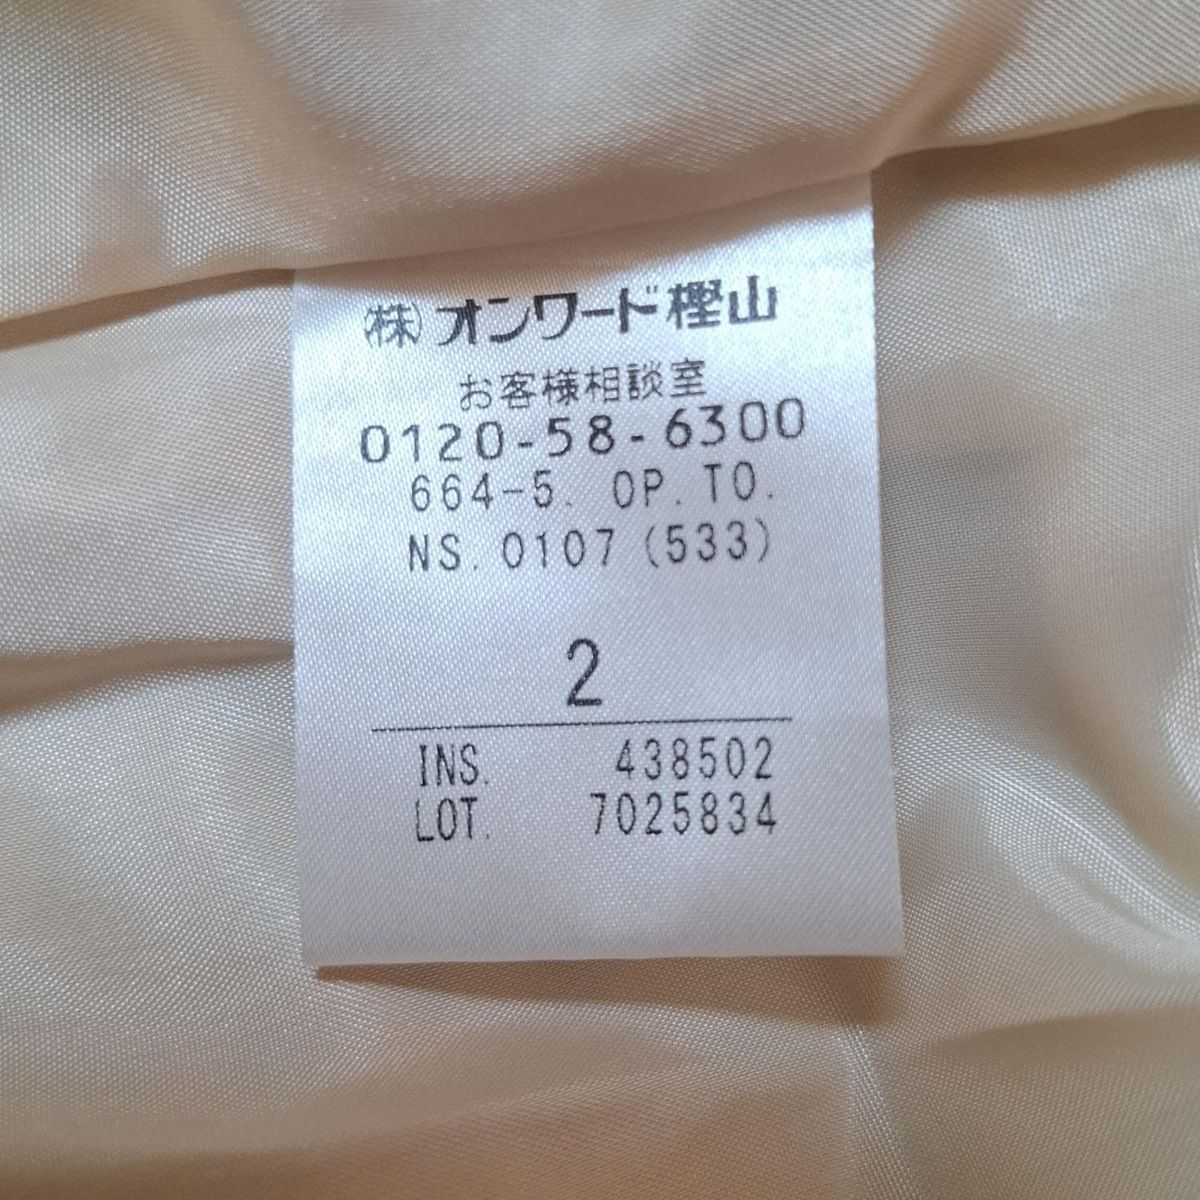 ㈱オンワード樫山
お客様相談室
0120-58-6300
664-5. OP.TO.
NS.0107(533)
2
INS. 438502
LOT. 7025834